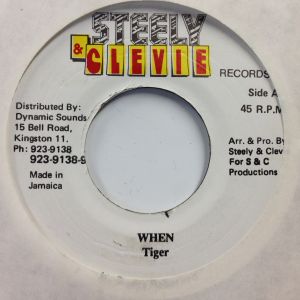 STEELY
& CLEVIE
RECORDS
Side A
45 R.P.M
Distributed By:
Dynamic Sounds
15 Bell Road,
Kingston 11.
Ph: 923-9138
923-9138-9
Made in
Jamaica
Arr. & Pro. By
Steely & Clev
For S & C
Productions
WHEN
Tiger